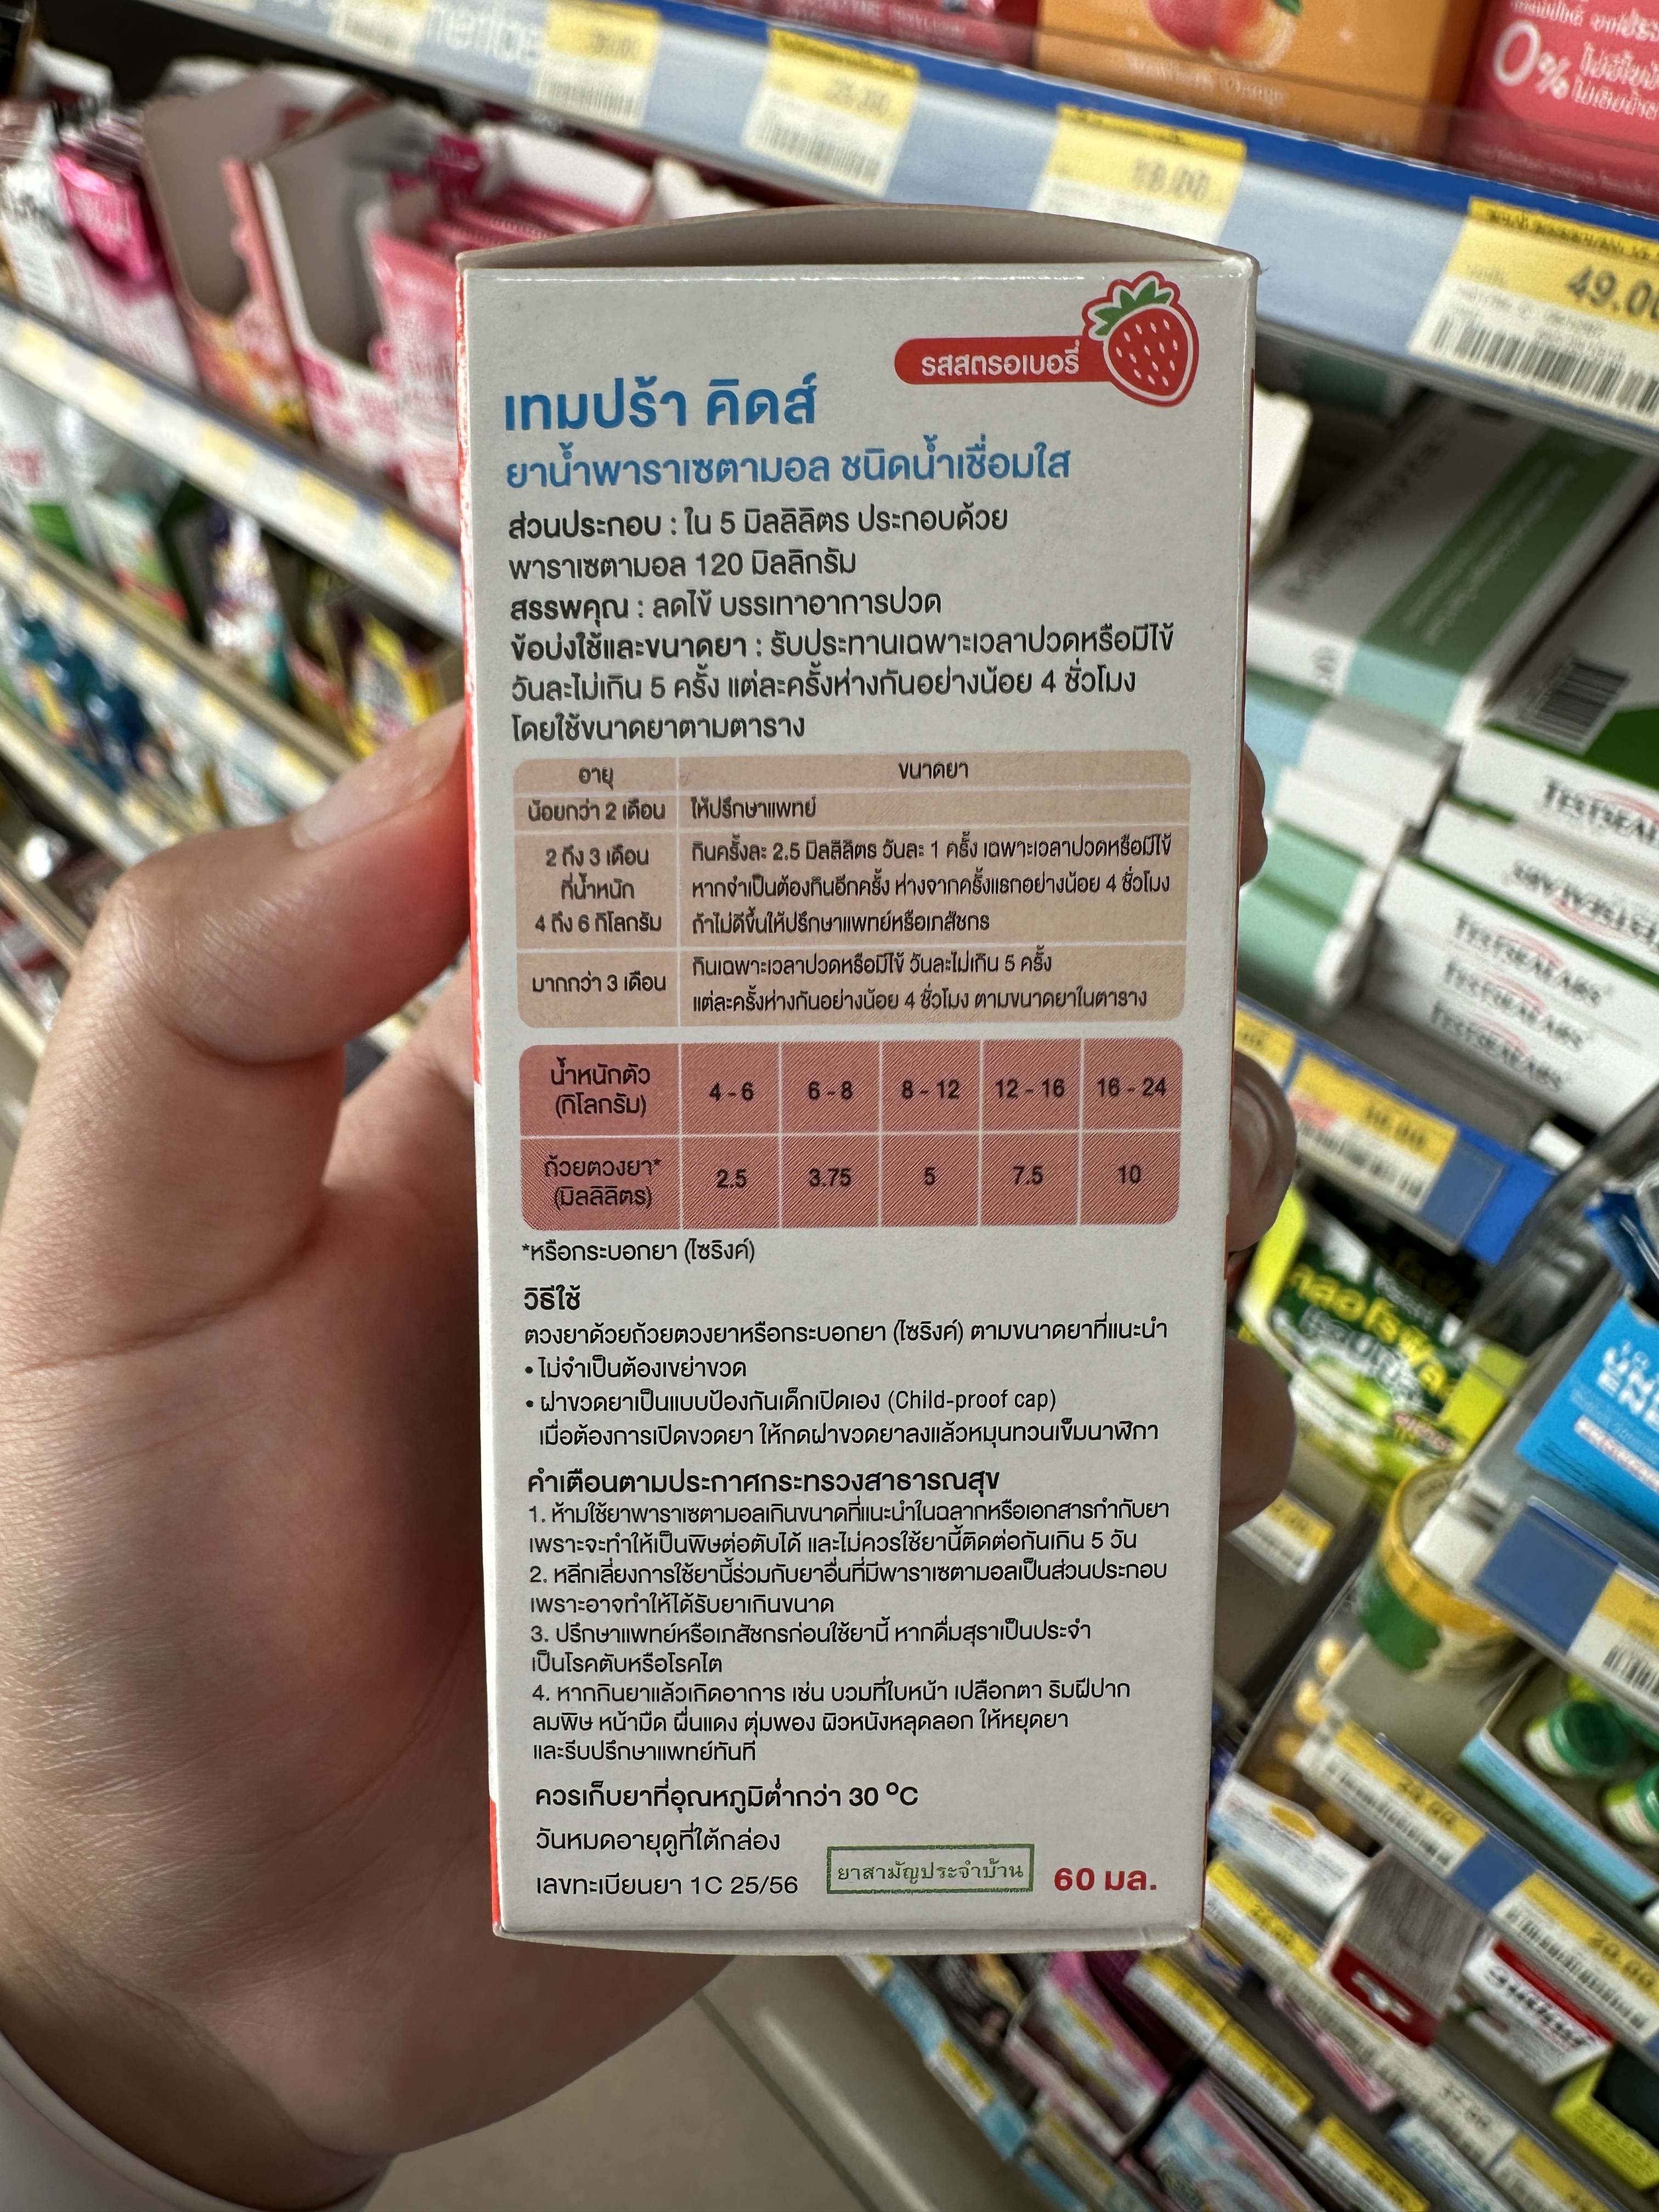 รสสตรอเบอรี่
เทมปร้า คิดส์
ยาน้ำพาราเซตามอล ชนิดน้ำเชื่อมใส
ส่วนประกอบ : ใน 5 มิลลิลิตร ประกอบด้วย
พาราเซตามอล 120 มิลลิกรัม
สรรพคุณ : ลดไข้ บรรเทาอาการปวด
ข้อบ่งใช้และขนาดยา : รับประทานเฉพาะเวลาปวดหรือมีไข้
วันละไม่เกิน 5 ครั้ง แต่ละครั้งห่างกันอย่างน้อย 4 ชั่วโมง
โดยใช้ขนาดยาตามตาราง
อายุ ขนาดยา
น้อยกว่า 2 เดือน ให้ปรึกษาแพทย์
2 ถึง 3 เดือน กินครั้งละ 2.5 มิลลิลิตร วันละ 1 ครั้ง เฉพาะเวลาปวดหรือมีไข้
ที่น้ำหนัก หากจำเป็นต้องกินอีกครั้ง ห่างจากครั้งแรกอย่างน้อย 4 ชั่วโมง
4 ถึง 6 กิโลกรัม ถ้าไม่ดีขึ้นให้ปรึกษาแพทย์หรือเภสัชกร
มากกว่า 3 เดือน กินเฉพาะเวลาปวดหรือมีไข้ วันละไม่เกิน 5 ครั้ง
แต่ละครั้งห่างกันอย่างน้อย 4 ชั่วโมง ตามขนาดยาในตาราง
น้ำหนักตัว
(กิโลกรัม) 4 - 6 6 - 8 8 - 12 12 - 16 16 - 24
ถ้วยตวงยา*
(มิลลิลิตร) 2.5 3.75 5 7.5 10
*หรือกระบอกยา (ไซริงค์)
วิธีใช้
ตวงยาด้วยถ้วยตวงยาหรือกระบอกยา (ไซริงค์) ตามขนาดยาที่แนะนำ
• ไม่จำเป็นต้องเขย่าขวด
• ฝาขวดยาเป็นแบบป้องกันเด็กเปิดเอง (Child-proof cap)
เมื่อต้องการเปิดขวดยา ให้กดฝาขวดยาลงแล้วหมุนทวนเข็มนาฬิกา
คำเตือนตามประกาศกระทรวงสาธารณสุข
1. ห้ามใช้ยาพาราเซตามอลเกินขนาดที่แนะนำในฉลากหรือเอกสารกำกับยา
เพราะจะทำให้เป็นพิษต่อตับได้ และไม่ควรใช้ยานี้ติดต่อกันเกิน 5 วัน
2. หลีกเลี่ยงการใช้ยานี้ร่วมกับยาอื่นที่มีพาราเซตามอลเป็นส่วนประกอบ
เพราะอาจทำให้ได้รับยาเกินขนาด
3. ปรึกษาแพทย์หรือเภสัชกรก่อนใช้ยานี้ หากดื่มสุราเป็นประจำ
เป็นโรคตับหรือโรคไต
4. หากกินยาแล้วเกิดอาการ เช่น บวมที่ใบหน้า เปลือกตา ริมฝีปาก
ลมพิษ หน้ามืด ผื่นแดง ตุ่มพอง ผิวหนังหลุดลอก ให้หยุดยา
และรีบปรึกษาแพทย์ทันที
ควรเก็บยาที่อุณหภูมิต่ำกว่า 30 °C
วันหมดอายุดูที่ใต้กล่อง
เลขทะเบียนยา 1C 25/56 ยาสามัญประจำบ้าน 60 มล.
0%
19.00
49.00
TESTSEALABS
TESTSEALABS
TESTSEALABS
TESTSEALABS